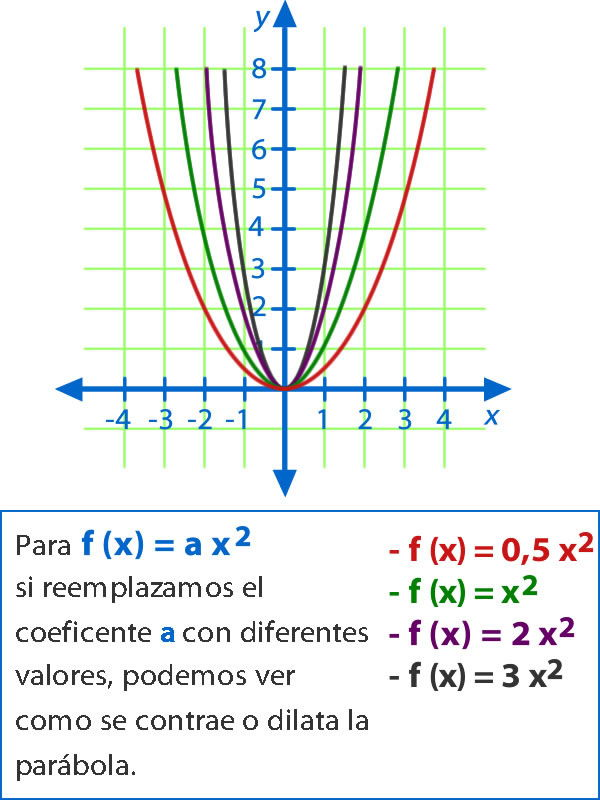 y
8
7
6
5
4
3
2
1
-4 -3 -2 -1 1 2 3 4 x
Para f (x) = a x²
si reemplazamos el
coeficente a con diferentes
valores, podemos ver
como se contrae o dilata la
parábola.
- f (x) = 0,5 x²
- f (x) = x²
- f (x) = 2 x²
- f (x) = 3 x²